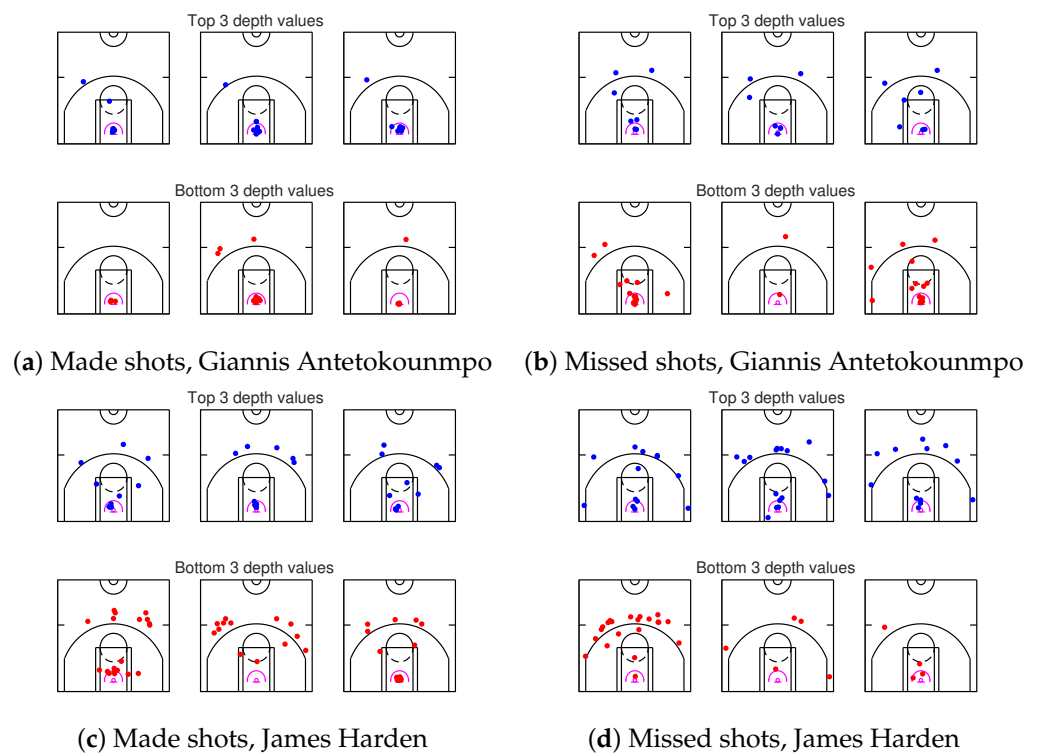 Top 3 depth values
Top 3 depth values
Bottom 3 depth values
Bottom 3 depth values
(a) Made shots, Giannis Antetokounmpo
(b) Missed shots, Giannis Antetokounmpo
Top 3 depth values
Top 3 depth values
Bottom 3 depth values
Bottom 3 depth values
(c) Made shots, James Harden
(d) Missed shots, James Harden